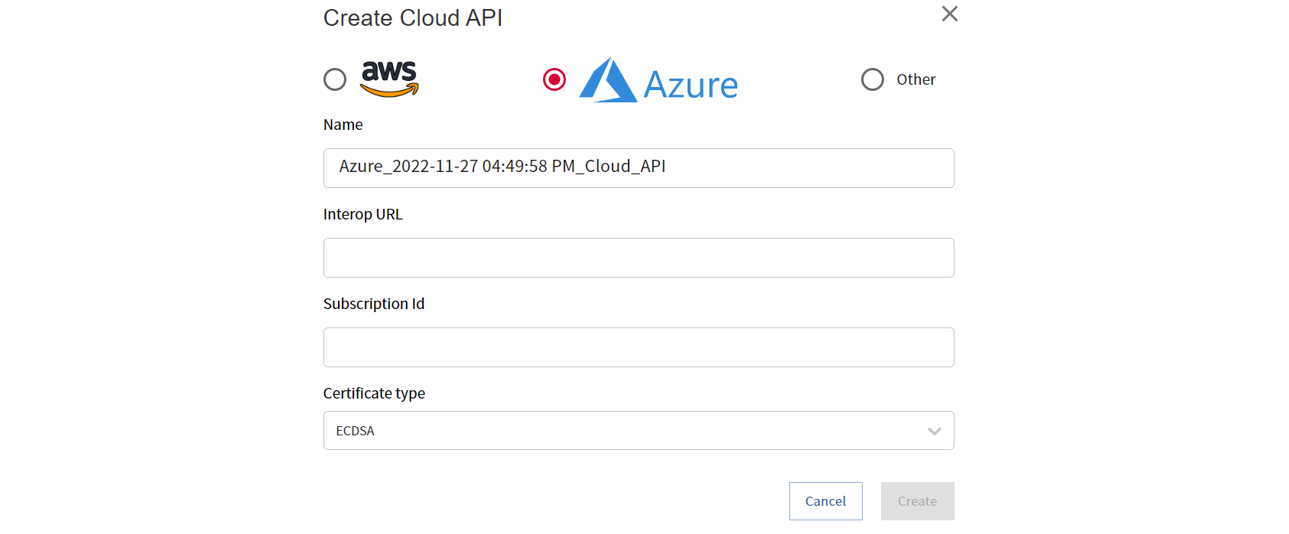 Create Cloud API
aws
Azure
Other
Name
Azure_2022-11-27 04:49:58 PM_Cloud_API
Interop URL
Subscription Id
Certificate type
ECDSA
Cancel
Create